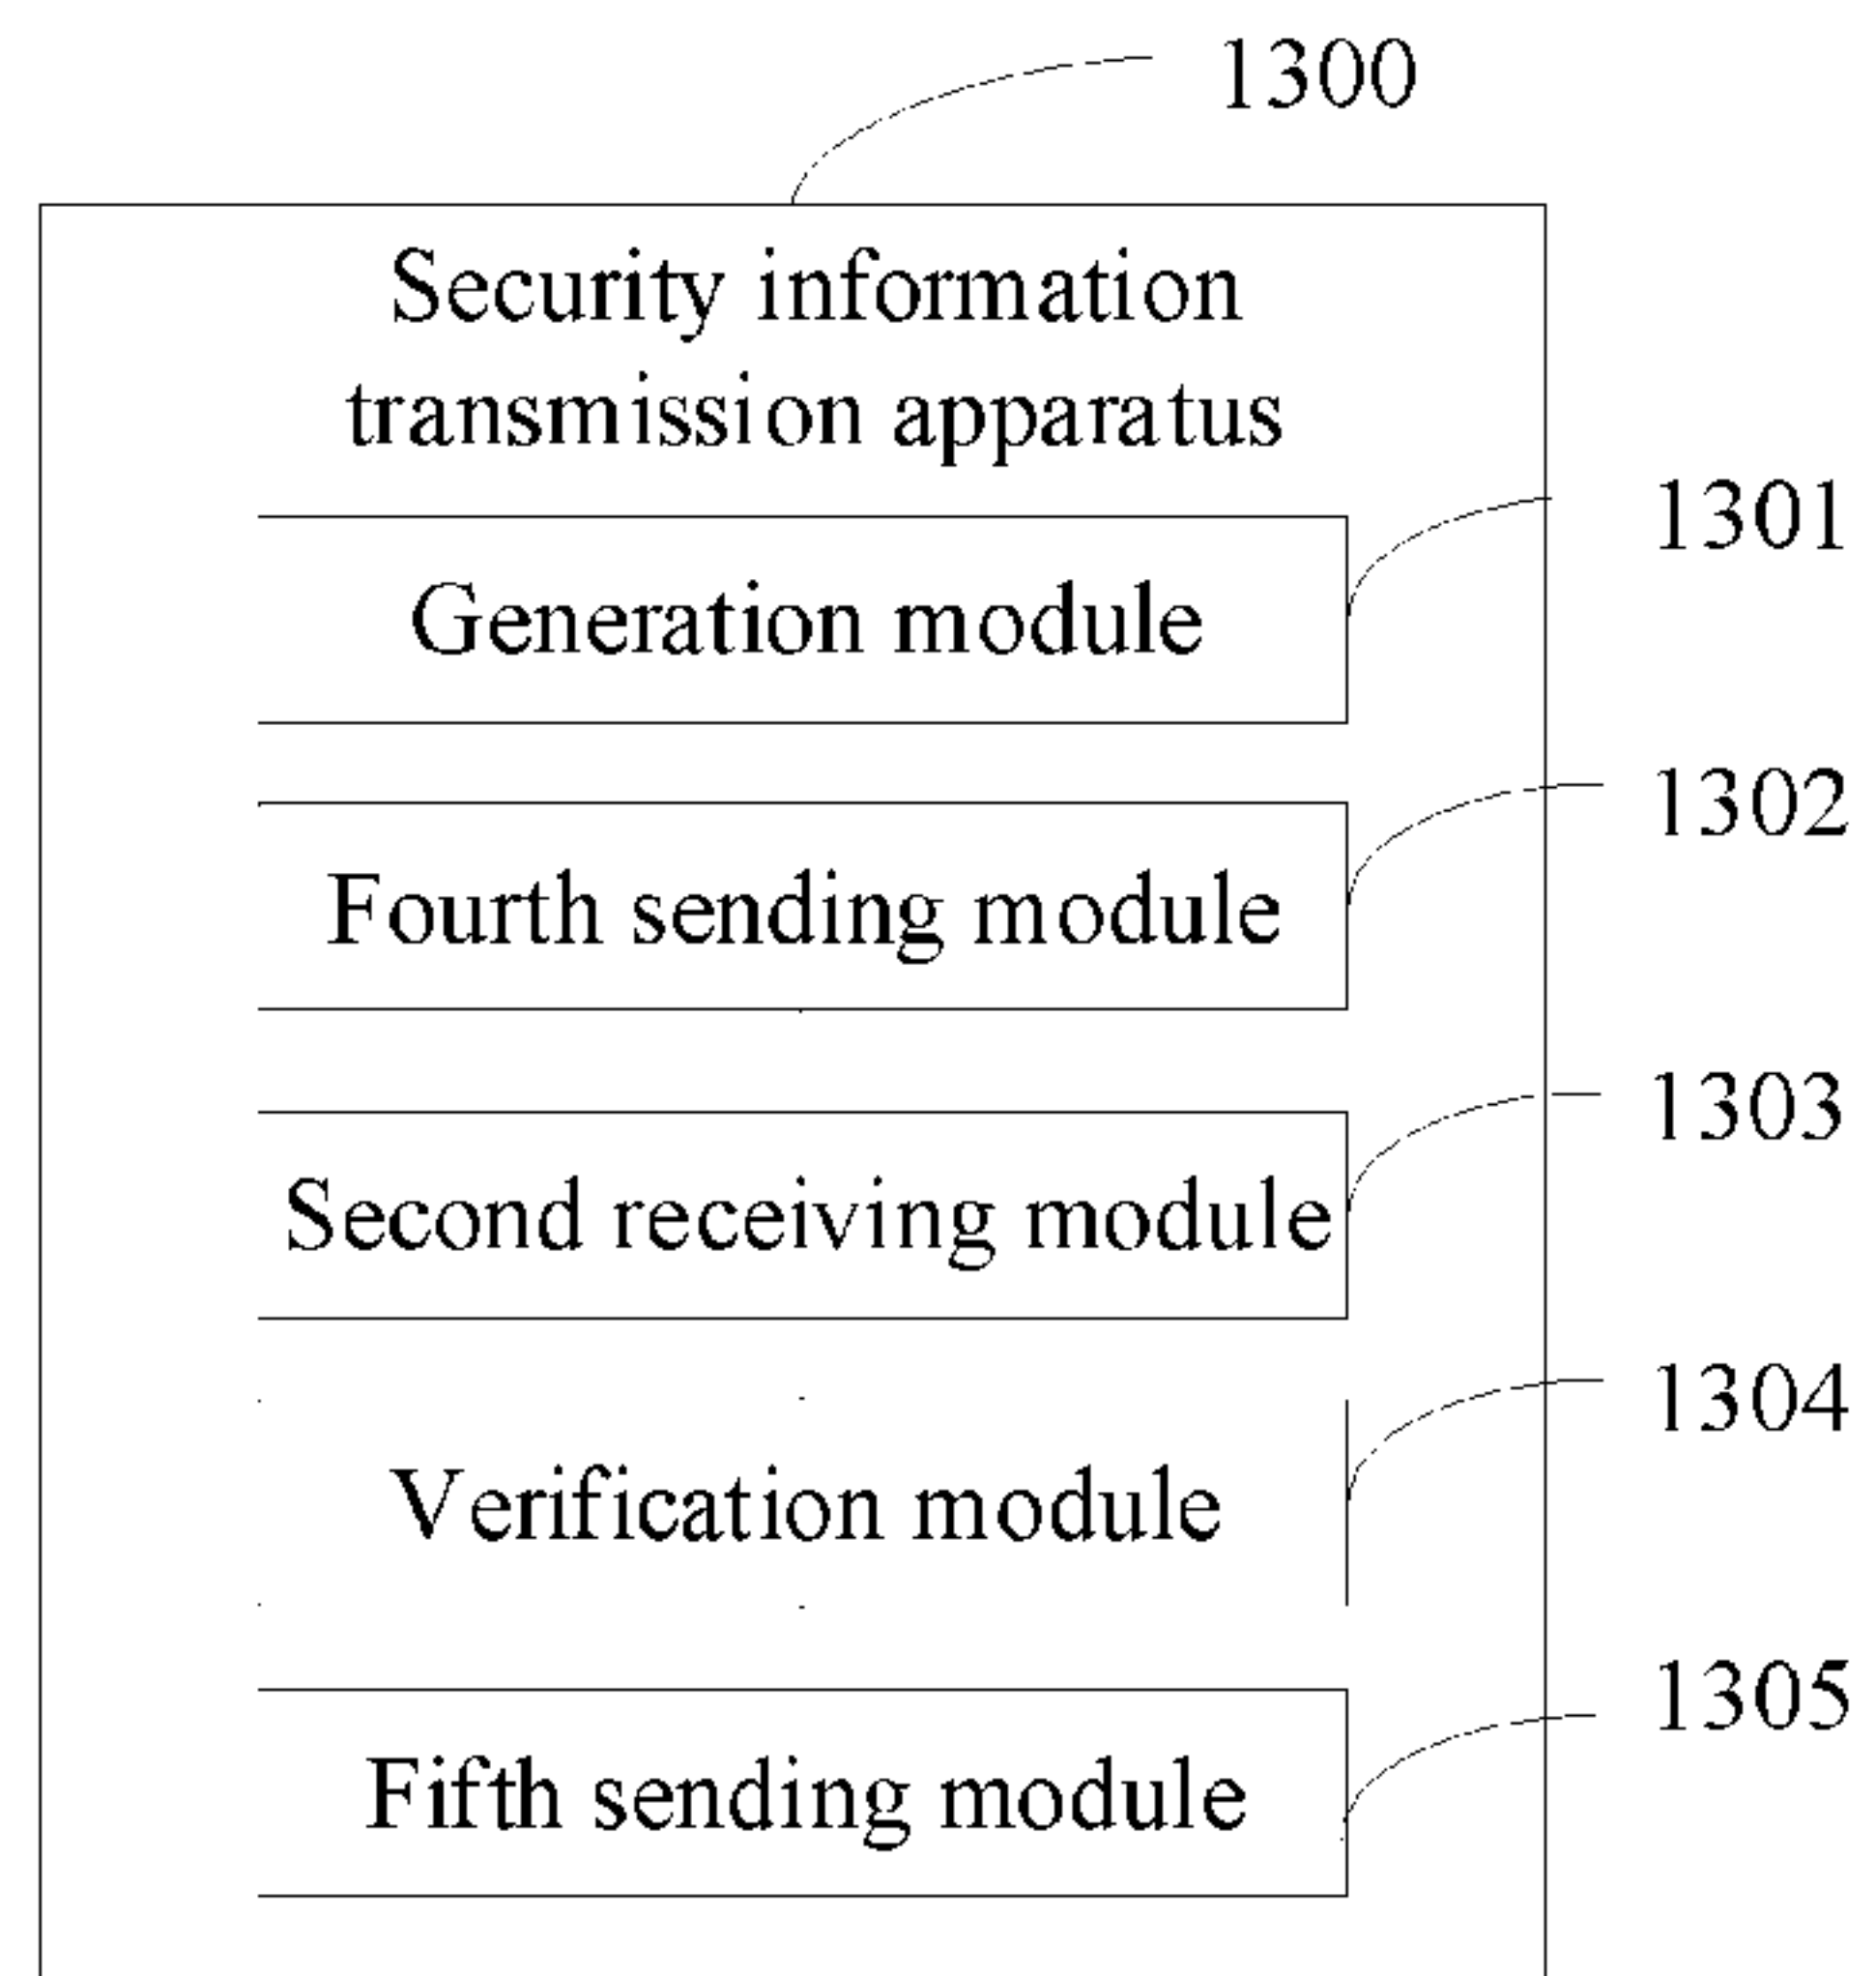 1300
Security information
transmission apparatus
1301
Generation module
1302
Fourth sending module
1303
Second receiving module
1304
Verification module
1305
Fifth sending module